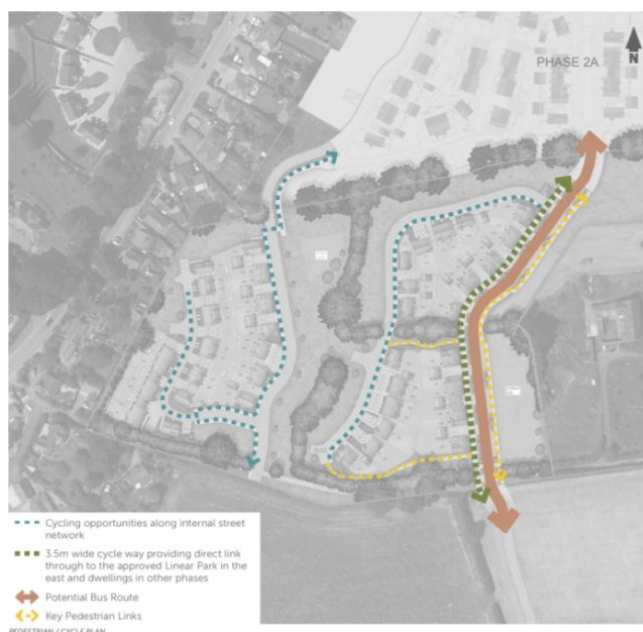 PHASE 2A
N
Cycling opportunities along internal street
network
3.5m wide cycle way providing direct link
through to the approved Linear Park in the
east and dwellings in other phases
Potential Bus Route
Key Pedestrian Links
PEDESTRIAN / CYCLE PLAN